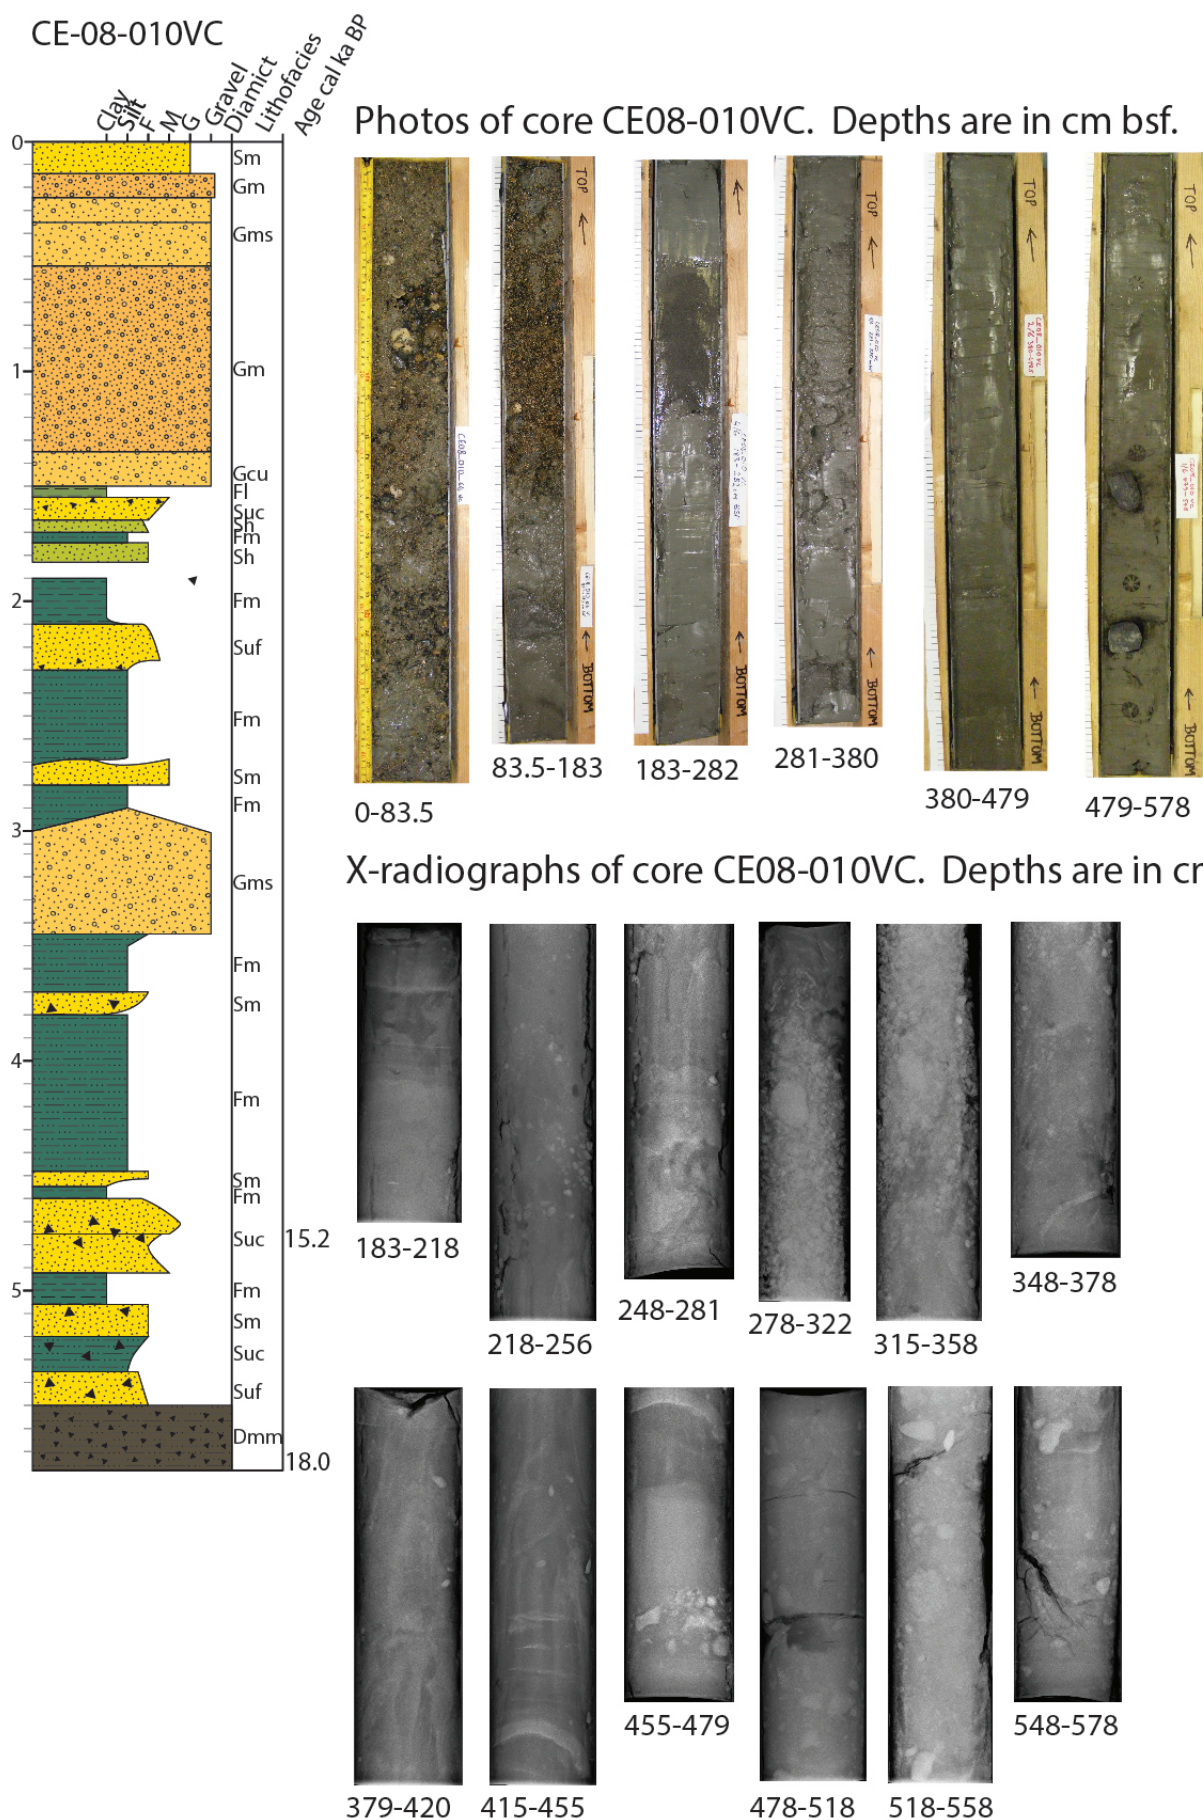 CE-08-010VC
Clay
Silt
F
M
G
Gravel
Diamict
Lithofacies
Age cal ka BP
Photos of core CE08-010VC. Depths are in cm bsf.
0
Sm
Gm
Gms
1
Gm
Gcu
Fl
Suc
Sh
Fm
Sh
2
Fm
Suf
Fm
Sm
Fm
3
Gms
Fm
Sm
4
Fm
Sm
Fm
Suc
15.2
5
Fm
Sm
Suc
Suf
Dmm
18.0
TOP
BOTTOM
BOTTOM
TOP
BOTTOM
TOP
BOTTOM
TOP
BOTTOM
0-83.5
83.5-183
183-282
281-380
380-479
479-578
X-radiographs of core CE08-010VC. Depths are in cr
183-218
218-256
248-281
278-322
315-358
348-378
379-420
415-455
455-479
478-518
518-558
548-578